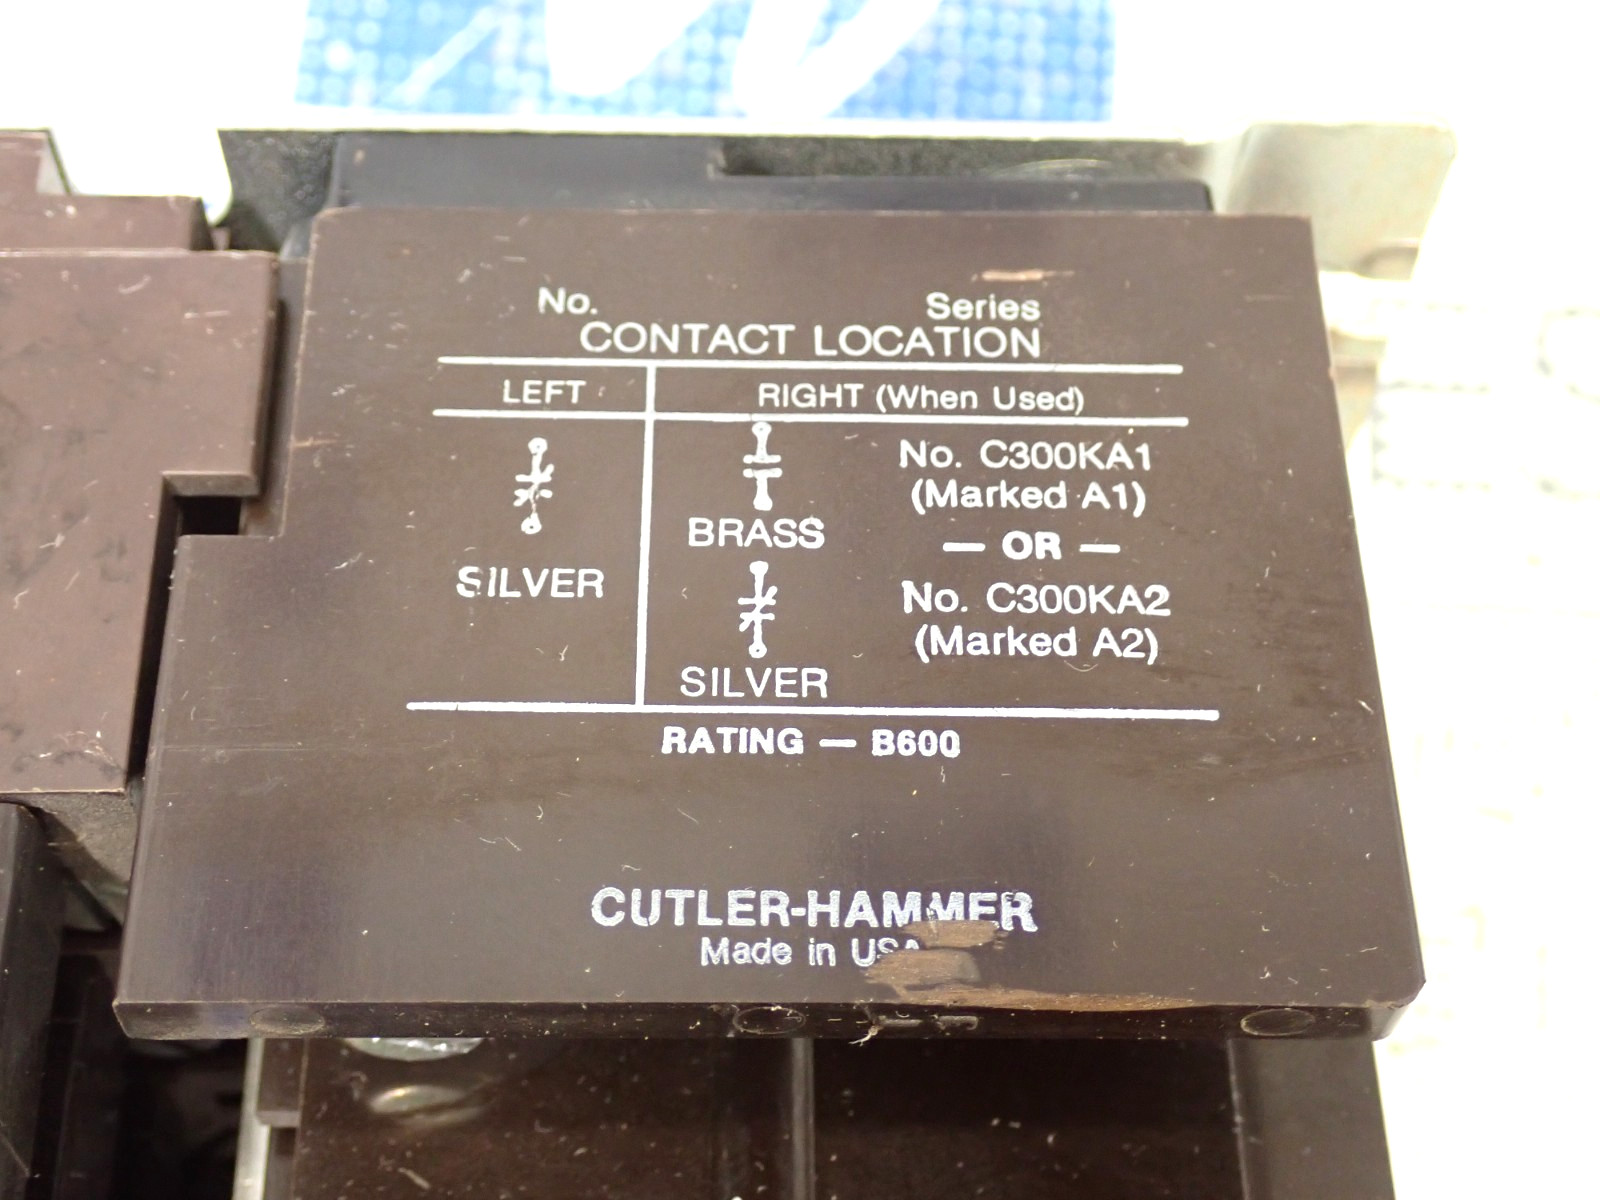 No. Series
CONTACT LOCATION
LEFT RIGHT (When Used)
No. C300KA1
(Marked A1)
BRASS
— OR —
SILVER
No. C300KA2
(Marked A2)
SILVER
RATING — B600
CUTLER-HAMMER
Made in USA